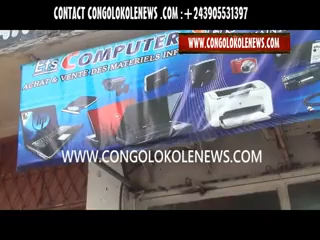 CONTACT CONGOLOKOLENEWS .COM : + 243905531397
WWW.CONGOLOKOLENEWS.COM
Ets COMPUTER
ACHAT & VENTE DES MATERIELS INF
WWW.CONGOLOKOLENEWS.COM